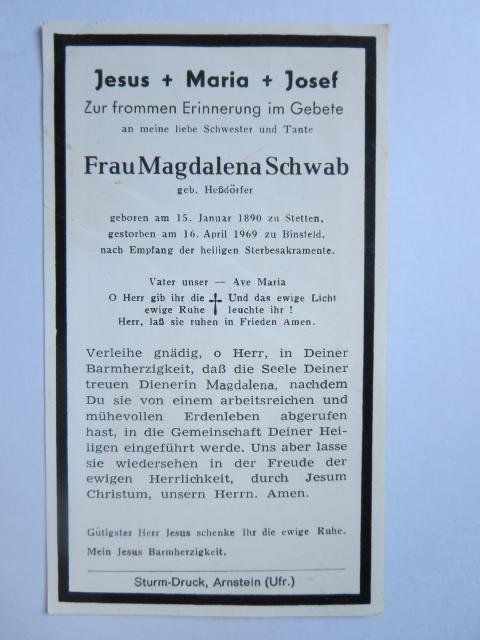 Jesus + Maria + Josef
Zur frommen Erinnerung im Gebete
an meine liebe Schwester und Tante
Frau Magdalena Schwab
geb. Heßdörfer
geboren am 15. Januar 1890 zu Stetten,
gestorben am 16. April 1969 zu Binsfeld,
nach Empfang der heiligen Sterbesakramente.
Vater unser — Ave Maria
O Herr gib ihr die † Und das ewige Licht
ewige Ruhe leuchte ihr !
Herr, laß sie ruhen in Frieden Amen.
Verleihe gnädig, o Herr, in Deiner
Barmherzigkeit, daß die Seele Deiner
treuen Dienerin Magdalena, nachdem
Du sie von einem arbeitsreichen und
mühevollen Erdenleben abgerufen
hast, in die Gemeinschaft Deiner Hei-
ligen eingeführt werde. Uns aber lasse
sie wiedersehen in der Freude der
ewigen Herrlichkeit, durch Jesum
Christum, unsern Herrn. Amen.
Gütigster Herr Jesus schenke Ihr die ewige Ruhe.
Mein Jesus Barmherzigkeit.
Sturm-Druck, Arnstein (Ufr.)